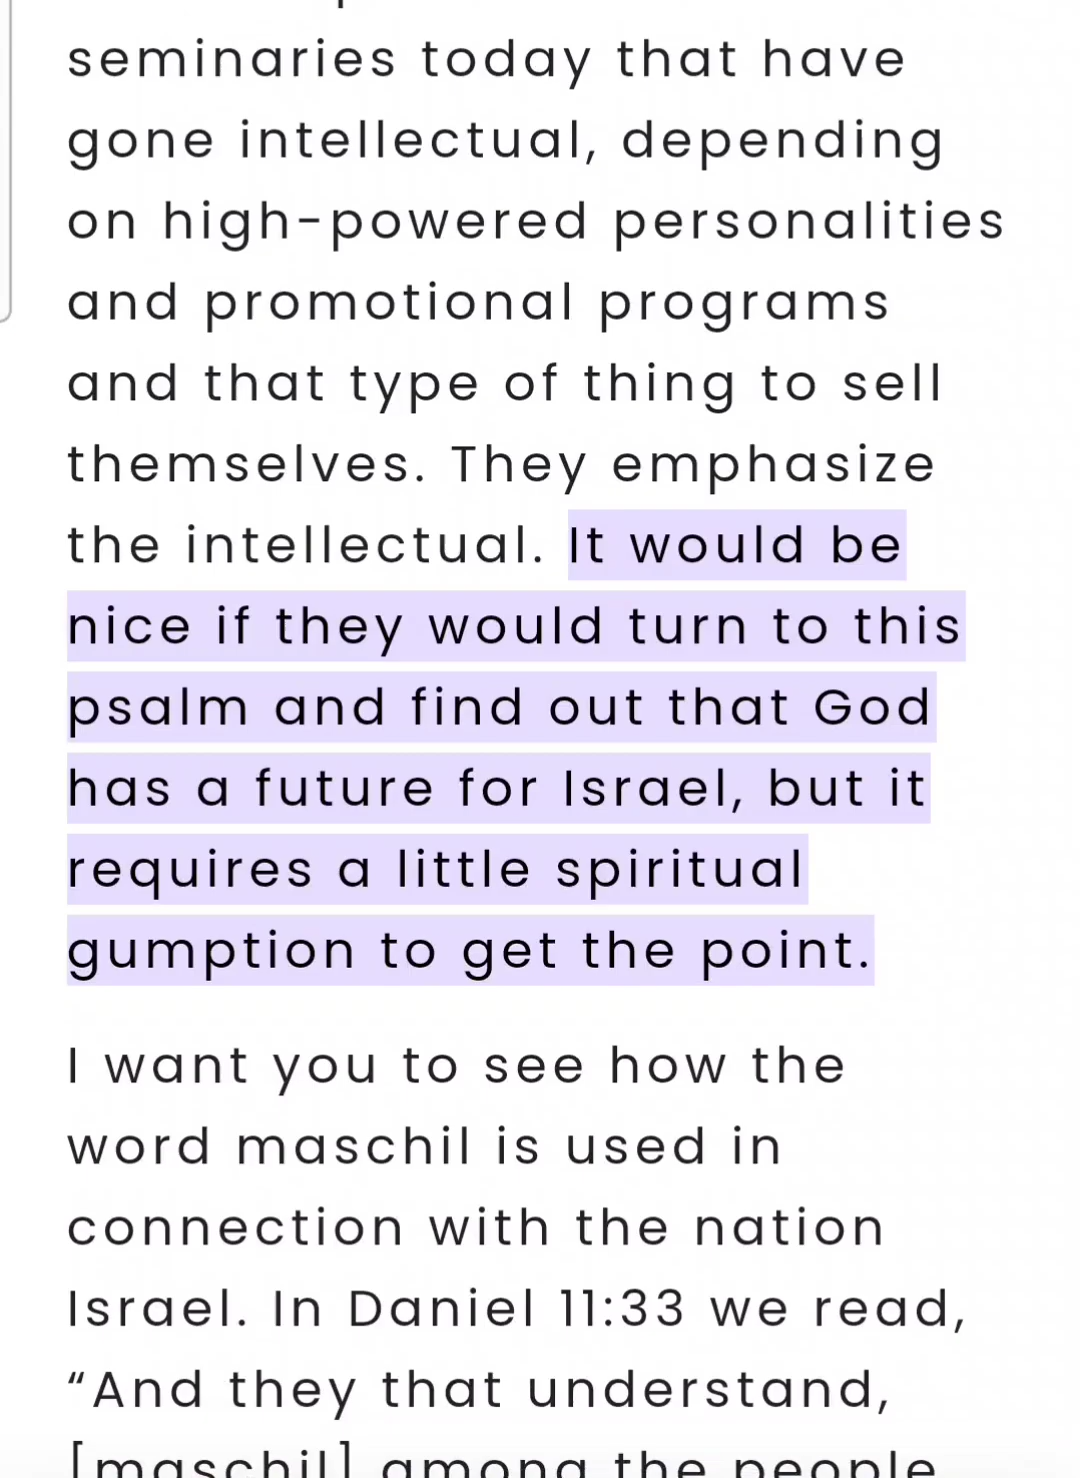 seminaries today that have
gone intellectual, depending
on high-powered personalities
and promotional programs
and that type of thing to sell
themselves. They emphasize
the intellectual. It would be
nice if they would turn to this
psalm and find out that God
has a future for Israel, but it
requires a little spiritual
gumption to get the point.
I want you to see how the
word maschil is used in
connection with the nation
Israel. In Daniel 11:33 we read,
“And they that understand,
[maschil] among the people